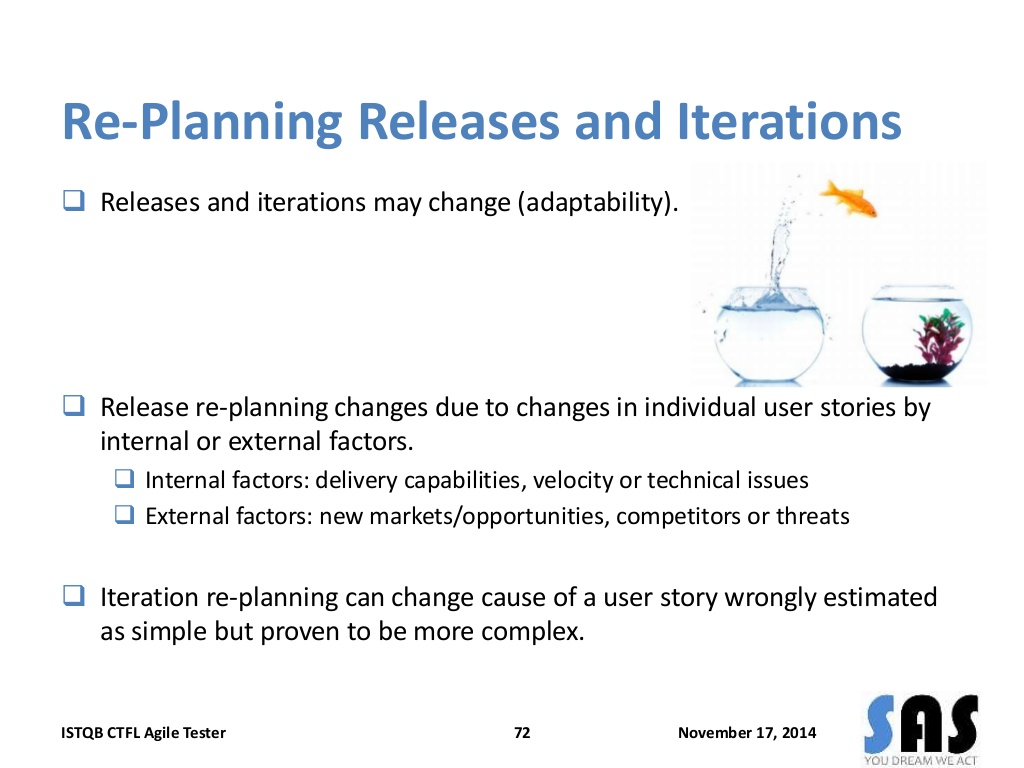 Re-Planning Releases and Iterations
Releases and iterations may change (adaptability).
Release re-planning changes due to changes in individual user stories by
internal or external factors.
Internal factors: delivery capabilities, velocity or technical issues
External factors: new markets/opportunities, competitors or threats
Iteration re-planning can change cause of a user story wrongly estimated
as simple but proven to be more complex.
ISTQB CTFL Agile Tester
72
November 17, 2014
SAS
YOU DREAM WE ACT